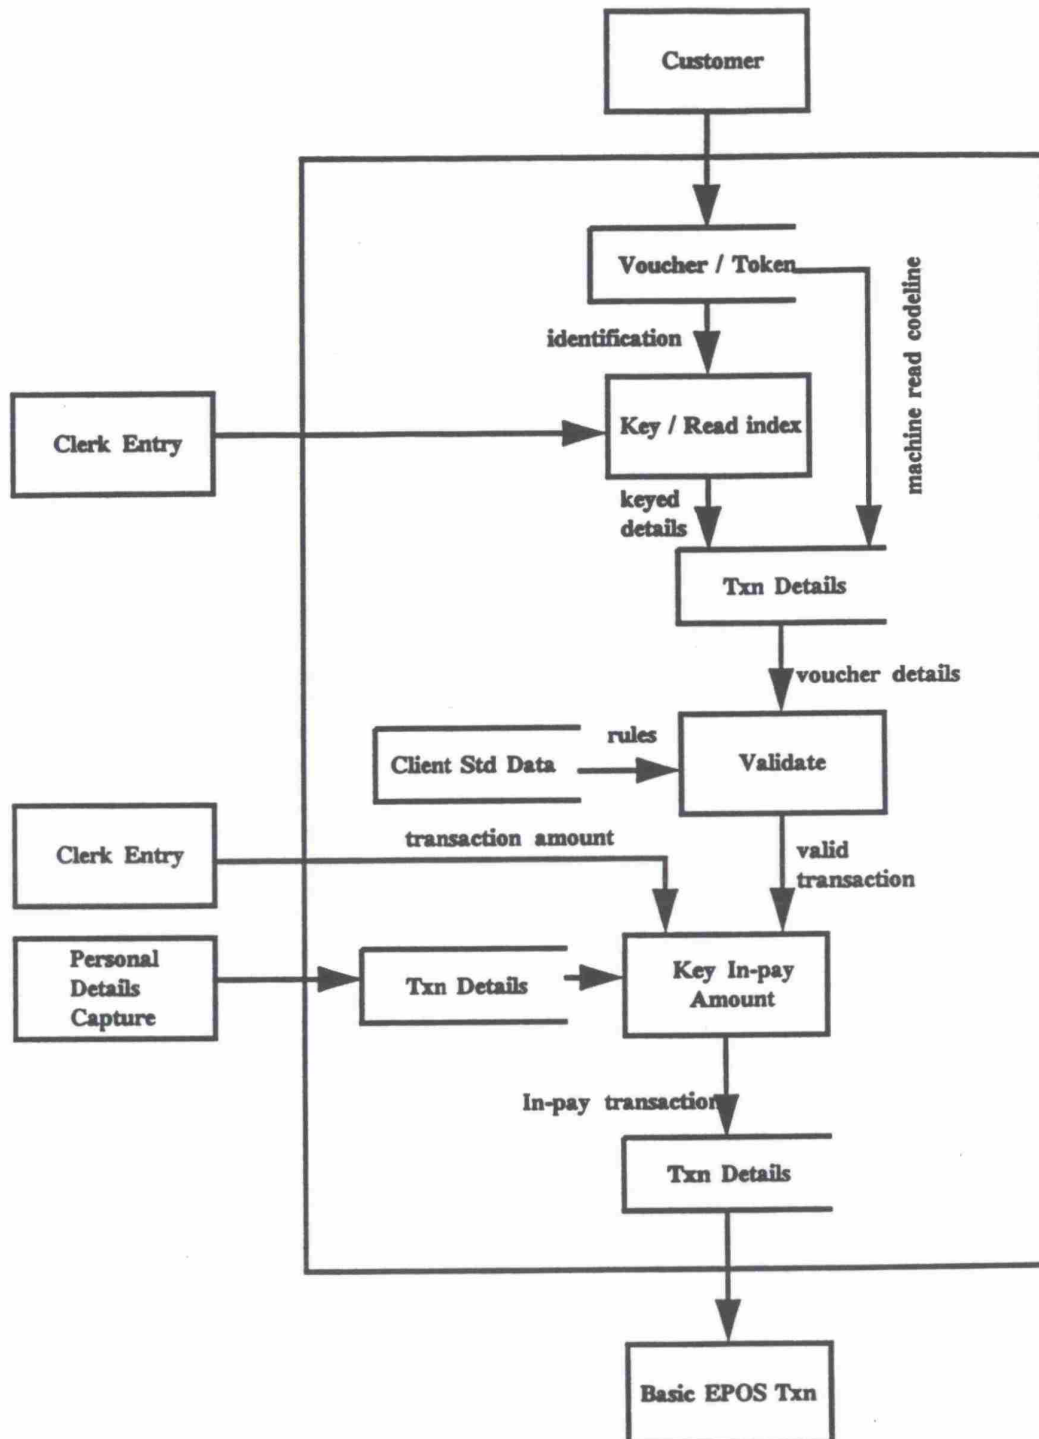 Customer
Voucher / Token
machine read codeline
identification
Clerk Entry
Key / Read index
keyed
details
Txn Details
voucher details
Client Std Data
rules
Validate
Clerk Entry
transaction amount
valid
transaction
Personal
Details
Capture
Txn Details
Key In-pay
Amount
In-pay transaction
Txn Details
Basic EPOS Txn